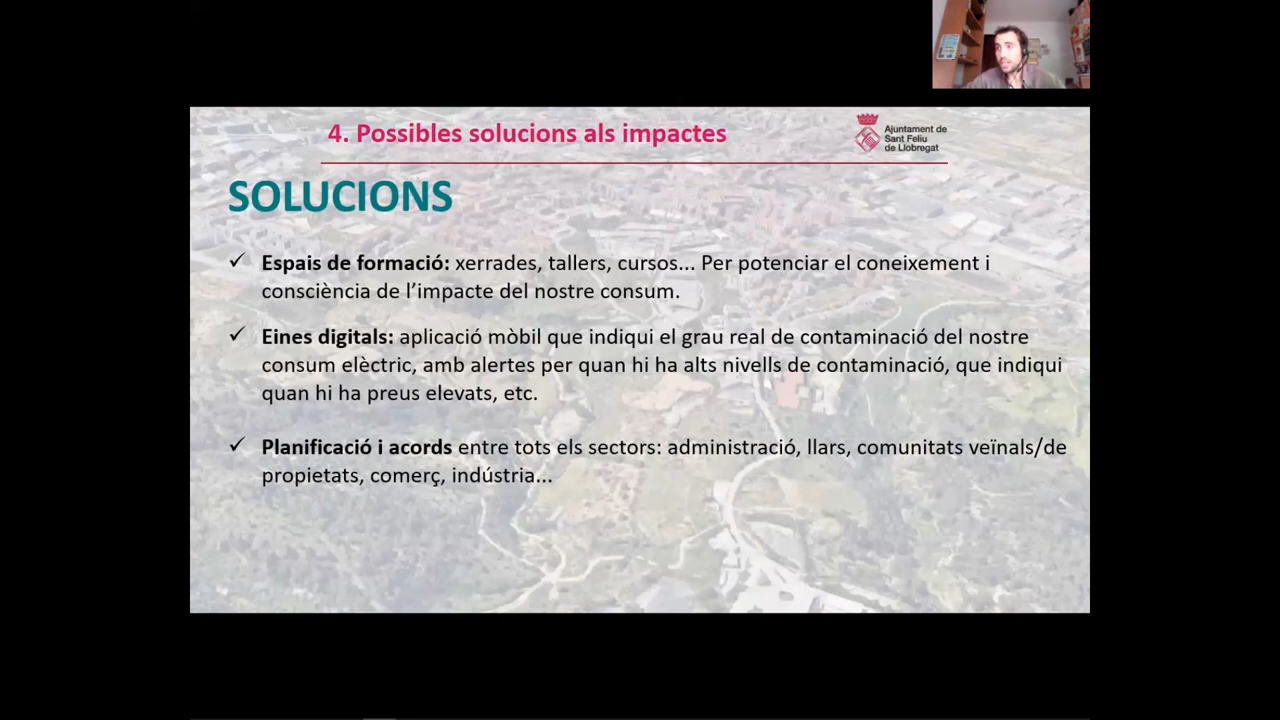 4. Possibles solucions als impactes
Ajuntament de
Sant Feliu
de Llobregat
SOLUCIONS
✓ Espais de formació: xerrades, tallers, cursos... Per potenciar el coneixement i
consciència de l’impacte del nostre consum.
✓ Eines digitals: aplicació mòbil que indiqui el grau real de contaminació del nostre
consum elèctric, amb alertes per quan hi ha alts nivells de contaminació, que indiqui
quan hi ha preus elevats, etc.
✓ Planificació i acords entre tots els sectors: administració, llars, comunitats veïnals/de
propietats, comerç, indústria...